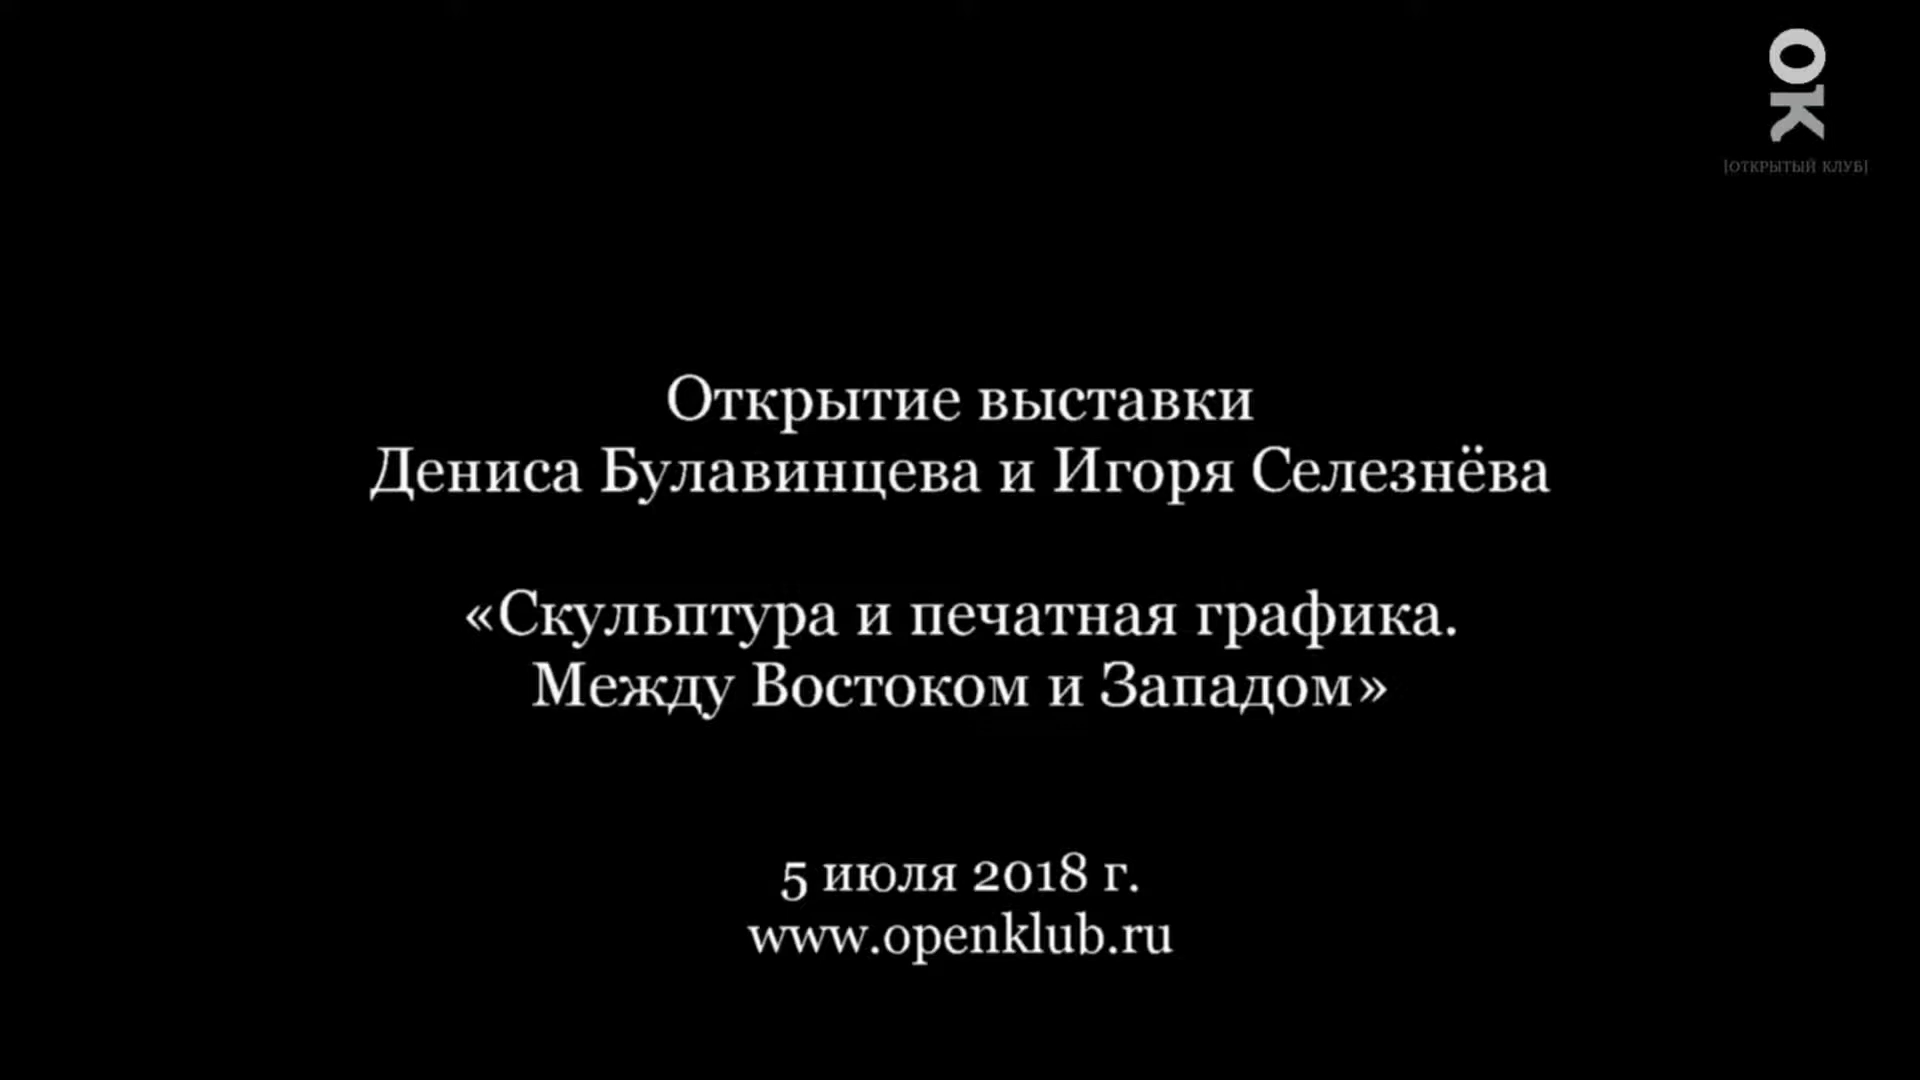 ОК
[ОТКРЫТЫЙ КЛУБ]
Открытие выставки
Дениса Булавинцева и Игоря Селезнёва
«Скульптура и печатная графика.
Между Востоком и Западом»
5 июля 2018 г.
www.openklub.ru